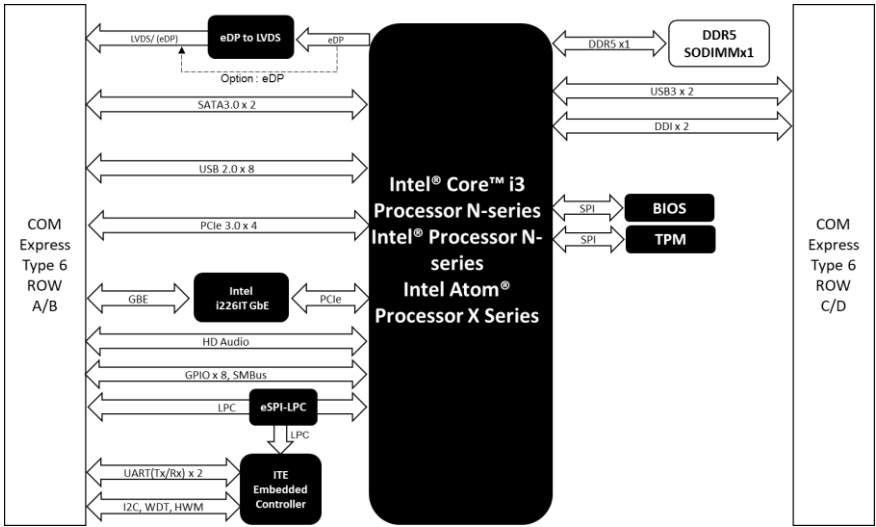 LVDS/ (eDP)
eDP to LVDS
eDP
Option : eDP
SATA3.0 x 2
USB 2.0 x 8
PCIe 3.0 x 4
COM
Express
Type 6
ROW
A/B
GBE
Intel
i226IT GbE
PCIe
HD Audio
GPIO x 8, SMBus
LPC
eSPI-LPC
LPC
UART(Tx/Rx) x 2
ITE
Embedded
Controller
I2C, WDT, HWM
Intel® Core™ i3
Processor N-series
Intel® Processor N-
series
Intel Atom®
Processor X Series
DDR5 x1
DDR5
SODIMMx1
USB3 x 2
DDI x 2
SPI
BIOS
SPI
TPM
COM
Express
Type 6
ROW
C/D